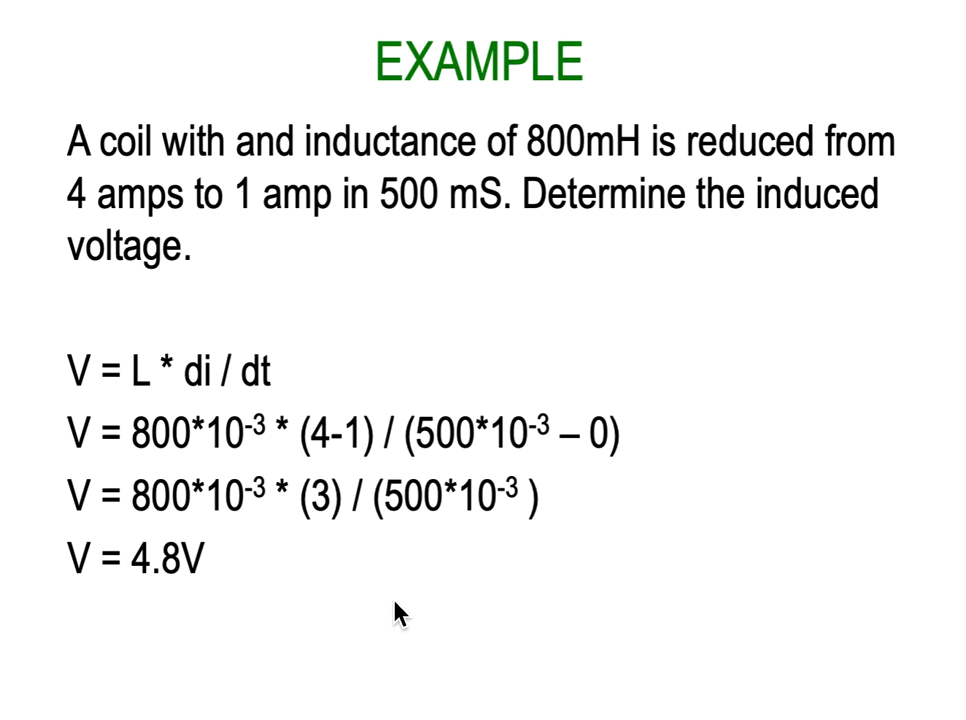 EXAMPLE
A coil with and inductance of 800mH is reduced from
4 amps to 1 amp in 500 mS. Determine the induced
voltage.
V = L * di / dt
V = 800*10⁻³ * (4-1) / (500*10⁻³ – 0)
V = 800*10⁻³ * (3) / (500*10⁻³ )
V = 4.8V